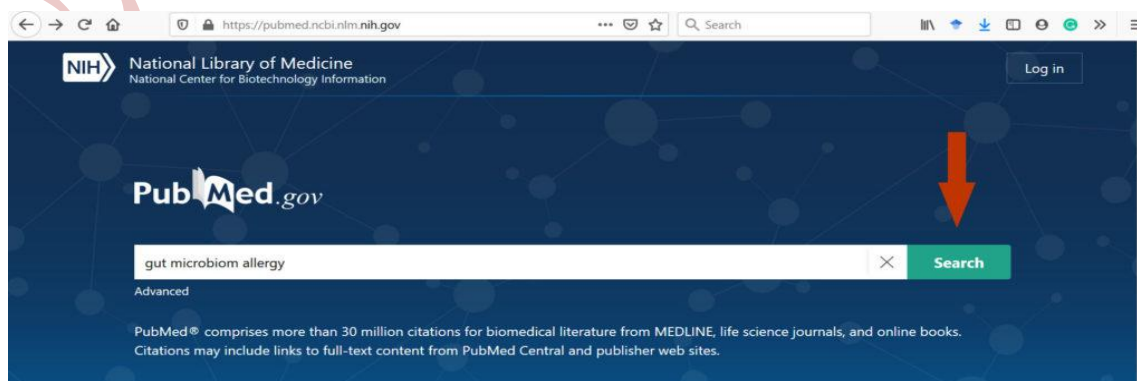 https://pubmed.ncbi.nlm.nih.gov
Search
NIH
National Library of Medicine
National Center for Biotechnology Information
Log in
PubMed.gov
gut microbiom allergy
Search
Advanced
PubMed® comprises more than 30 million citations for biomedical literature from MEDLINE, life science journals, and online books.
Citations may include links to full-text content from PubMed Central and publisher web sites.